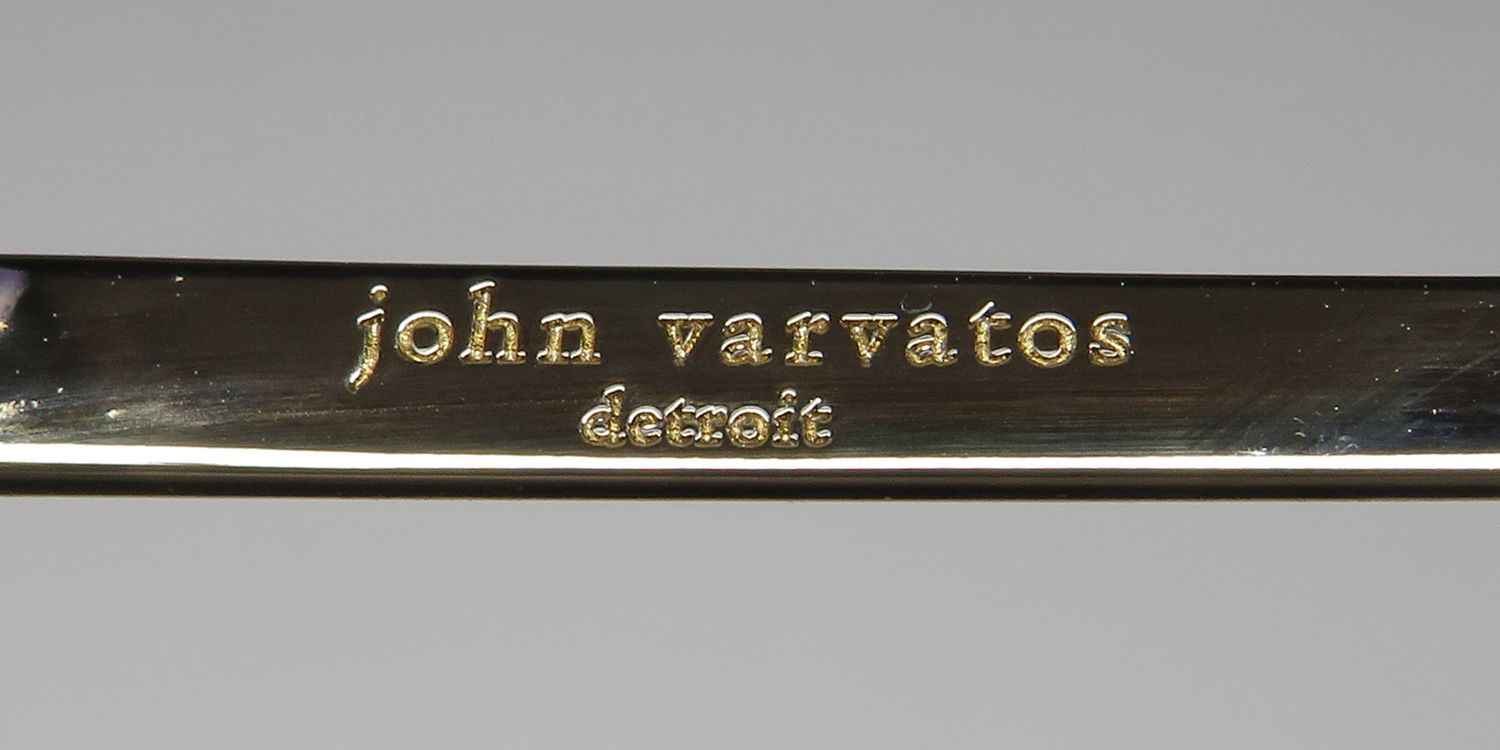 john varvatos
detroit